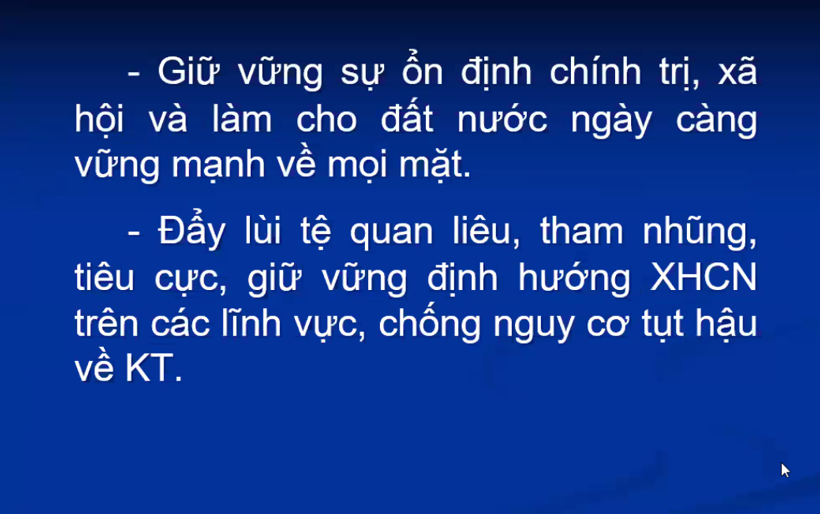 - Giữ vững sự ổn định chính trị, xã
hội và làm cho đất nước ngày càng
vững mạnh về mọi mặt.
- Đẩy lùi tệ quan liêu, tham nhũng,
tiêu cực, giữ vững định hướng XHCN
trên các lĩnh vực, chống nguy cơ tụt hậu
về KT.